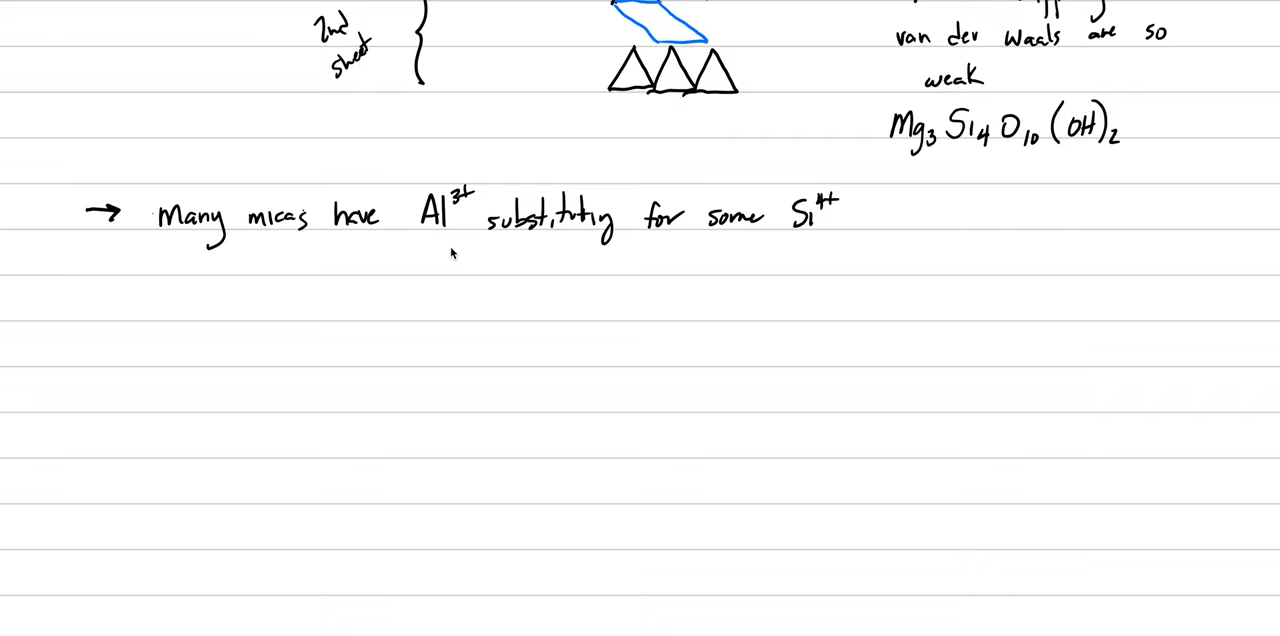 2nd
sheet
van der Waals are so
weak
Mg₃ Si₄ O₁₀ (OH)₂
→ Many micas have Al³⁺ substituting for some Si⁴⁺